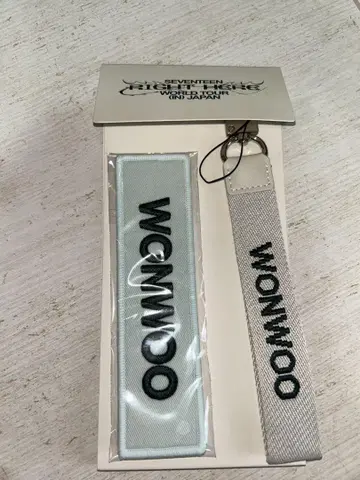 SEVENTEEN
RIGHT HERE
WORLD TOUR
[IN] JAPAN
WONWOO
WONWOO